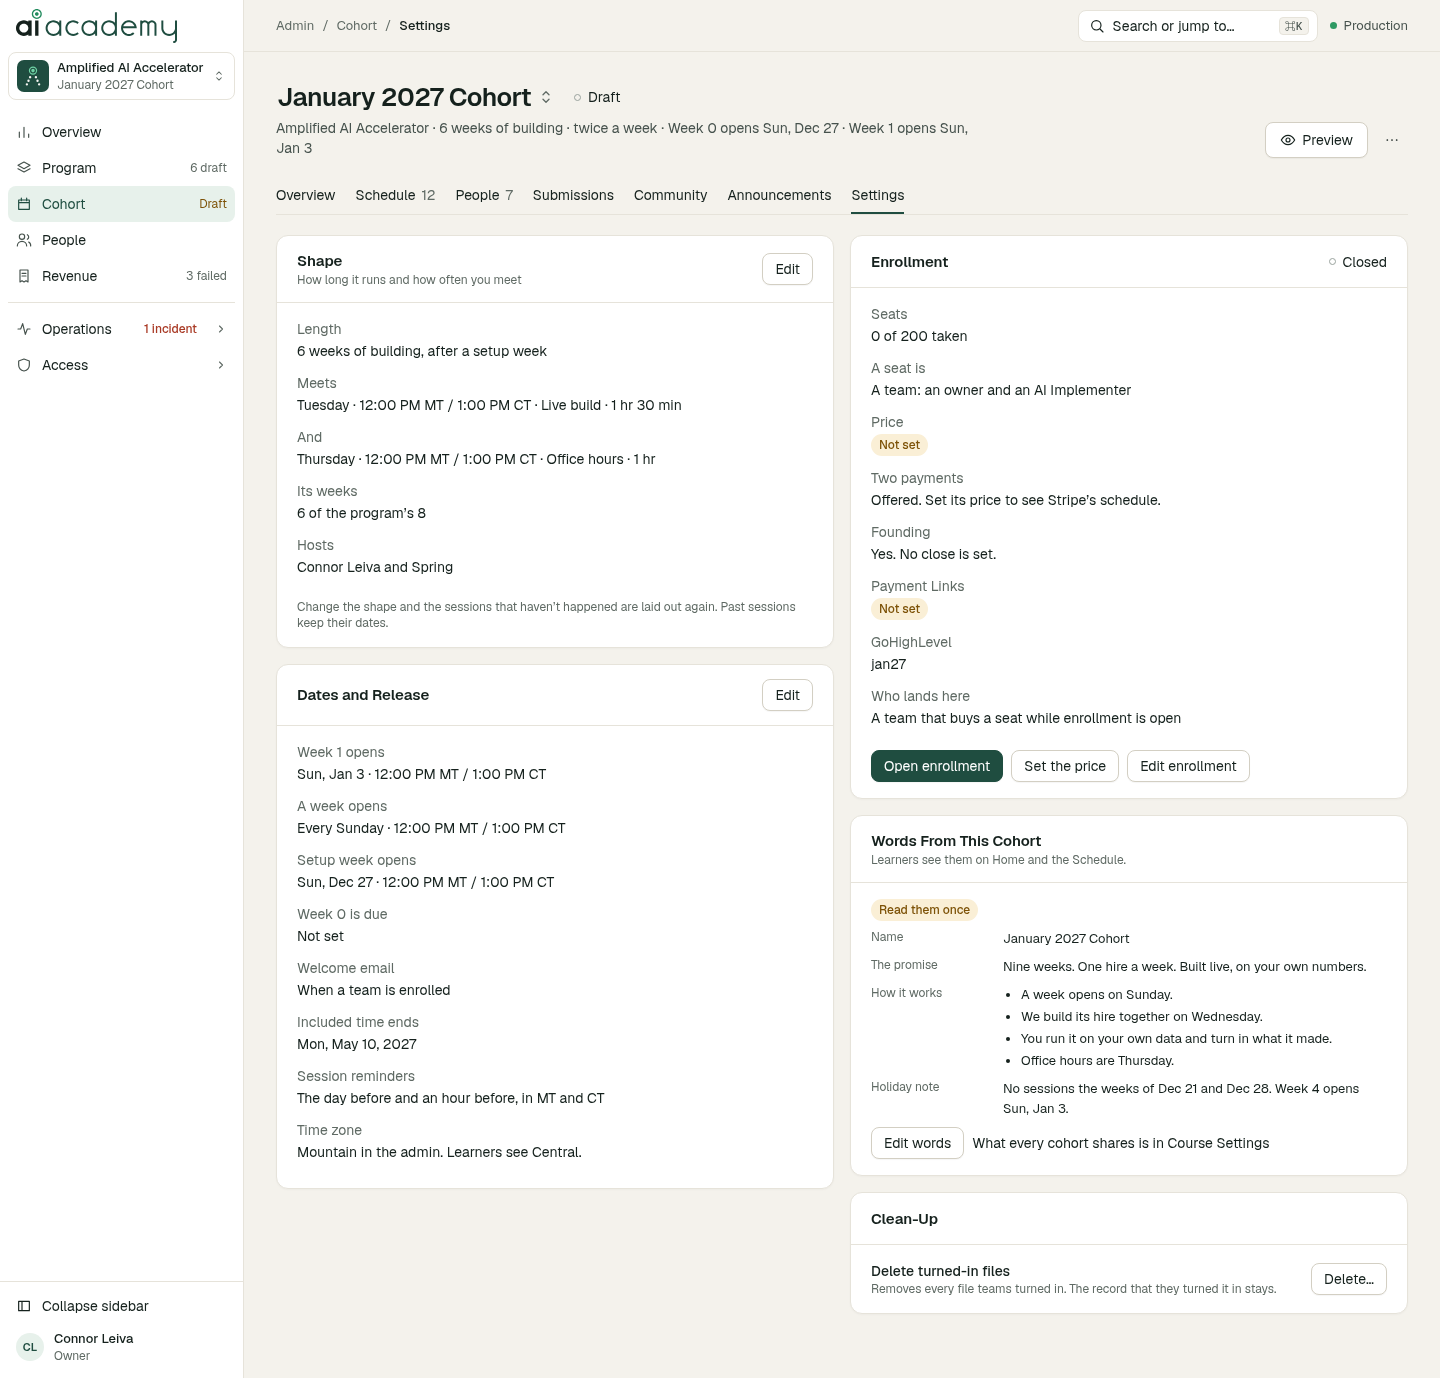 ai academy
Amplified AI Accelerator
January 2027 Cohort
Overview
Program 6 draft
Cohort Draft
People
Revenue 3 failed
Operations 1 incident
Access
Collapse sidebar
CL
Connor Leiva
Owner
Admin / Cohort / Settings
Search or jump to… ⌘K
Production
January 2027 Cohort
Draft
Amplified AI Accelerator · 6 weeks of building · twice a week · Week 0 opens Sun, Dec 27 · Week 1 opens Sun,
Jan 3
Preview
Overview Schedule 12 People 7 Submissions Community Announcements Settings
Shape
How long it runs and how often you meet
Edit
Length
6 weeks of building, after a setup week
Meets
Tuesday · 12:00 PM MT / 1:00 PM CT · Live build · 1 hr 30 min
And
Thursday · 12:00 PM MT / 1:00 PM CT · Office hours · 1 hr
Its weeks
6 of the program’s 8
Hosts
Connor Leiva and Spring
Change the shape and the sessions that haven’t happened are laid out again. Past sessions
keep their dates.
Dates and Release
Edit
Week 1 opens
Sun, Jan 3 · 12:00 PM MT / 1:00 PM CT
A week opens
Every Sunday · 12:00 PM MT / 1:00 PM CT
Setup week opens
Sun, Dec 27 · 12:00 PM MT / 1:00 PM CT
Week 0 is due
Not set
Welcome email
When a team is enrolled
Included time ends
Mon, May 10, 2027
Session reminders
The day before and an hour before, in MT and CT
Time zone
Mountain in the admin. Learners see Central.
Enrollment
Closed
Seats
0 of 200 taken
A seat is
A team: an owner and an AI Implementer
Price
Not set
Two payments
Offered. Set its price to see Stripe’s schedule.
Founding
Yes. No close is set.
Payment Links
Not set
GoHighLevel
jan27
Who lands here
A team that buys a seat while enrollment is open
Open enrollment Set the price Edit enrollment
Words From This Cohort
Learners see them on Home and the Schedule.
Read them once
Name January 2027 Cohort
The promise Nine weeks. One hire a week. Built live, on your own numbers.
How it works • A week opens on Sunday.
• We build its hire together on Wednesday.
• You run it on your own data and turn in what it made.
• Office hours are Thursday.
Holiday note No sessions the weeks of Dec 21 and Dec 28. Week 4 opens
Sun, Jan 3.
Edit words What every cohort shares is in Course Settings
Clean-Up
Delete turned-in files
Removes every file teams turned in. The record that they turned it in stays.
Delete…